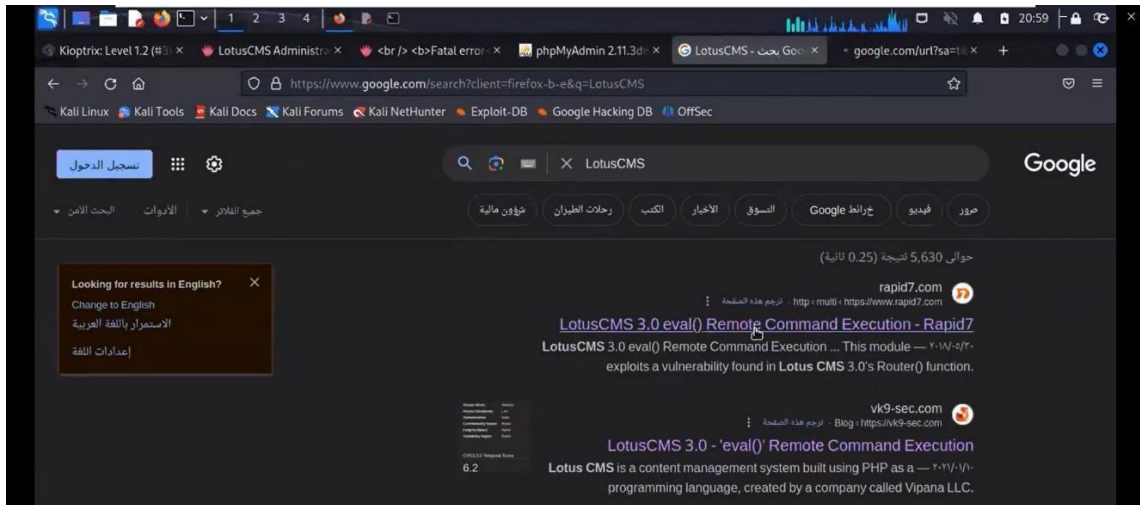 1 2 3 4
20:59
Kioptrix: Level 1.2 (#3)
LotusCMS Administra
<br /> <b>Fatal error
phpMyAdmin 2.11.3de
LotusCMS - بحث Goo
google.com/url?sa=t
https://www.google.com/search?client=firefox-b-e&q=LotusCMS
Kali Linux Kali Tools Kali Docs Kali Forums Kali NetHunter Exploit-DB Google Hacking DB OffSec
تسجيل الدخول
LotusCMS
Google
صور فيديو خرائط Google التسوق الأخبار الكتب رحلات الطيران شؤون مالية
جميع الفلاتر الأدوات البحث الآمن
حوالى 5,630 نتيجة (0.25 ثانية)
Looking for results in English?
Change to English
الاستمرار باللغة العربية
إعدادات اللغة
rapid7.com
https://www.rapid7.com › http › multi ترجم هذه الصفحة
LotusCMS 3.0 eval() Remote Command Execution - Rapid7
LotusCMS 3.0 eval() Remote Command Execution ... This module — ٣٠‏/٠٥‏/٢٠١٨
exploits a vulnerability found in Lotus CMS 3.0's Router() function.
vk9-sec.com
https://vk9-sec.com › Blog ترجم هذه الصفحة
LotusCMS 3.0 - 'eval()' Remote Command Execution
6.2
Lotus CMS is a content management system built using PHP as a —
programming language, created by a company called Vipana LLC.